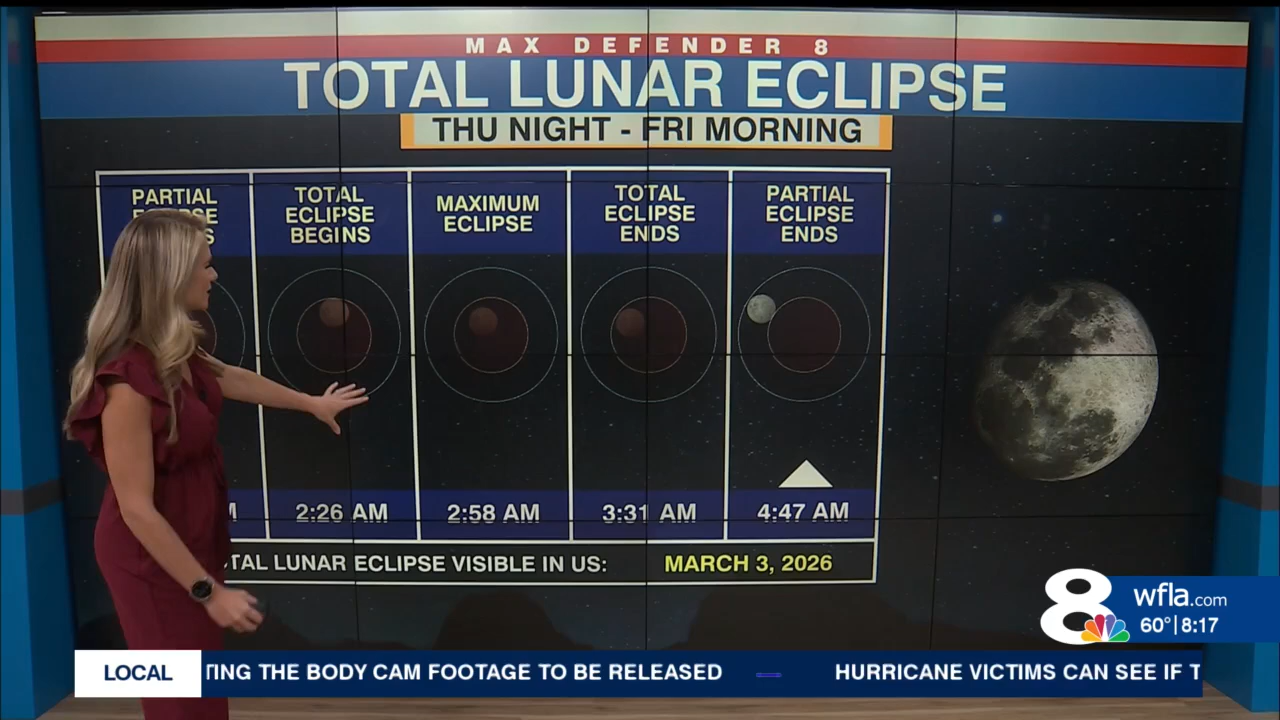 MAX DEFENDER 8
TOTAL LUNAR ECLIPSE
THU NIGHT - FRI MORNING
PARTIAL
TOTAL
ECLIPSE
BEGINS
MAXIMUM
ECLIPSE
TOTAL
ECLIPSE
ENDS
PARTIAL
ECLIPSE
ENDS
2:26 AM
2:58 AM
3:31 AM
4:47 AM
LUNAR ECLIPSE VISIBLE IN US: MARCH 3, 2026
8
wfla.com
60° 8:17
LOCAL
THE BODY CAM FOOTAGE TO BE RELEASED — HURRICANE VICTIMS CAN SEE IF